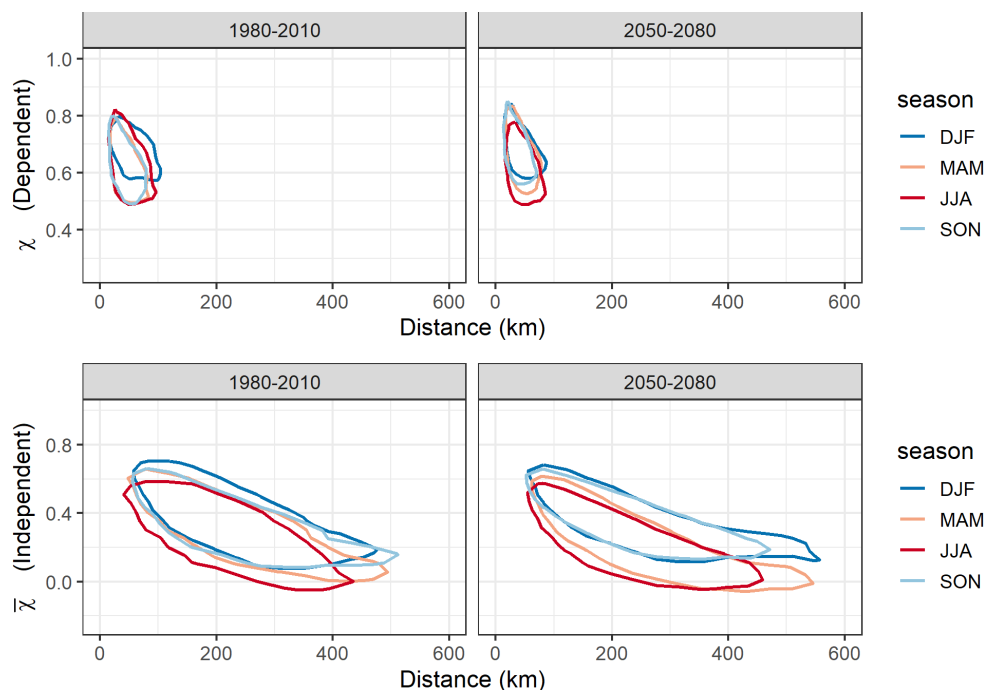 1980-2010
2050-2080
1.0
0.8
0.6
0.4
χ (Dependent)
0 200 400 600
0 200 400 600
Distance (km)
season
DJF
MAM
JJA
SON
1980-2010
2050-2080
0.8
0.4
0.0
χ̅ (Independent)
0 200 400 600
0 200 400 600
Distance (km)
season
DJF
MAM
JJA
SON